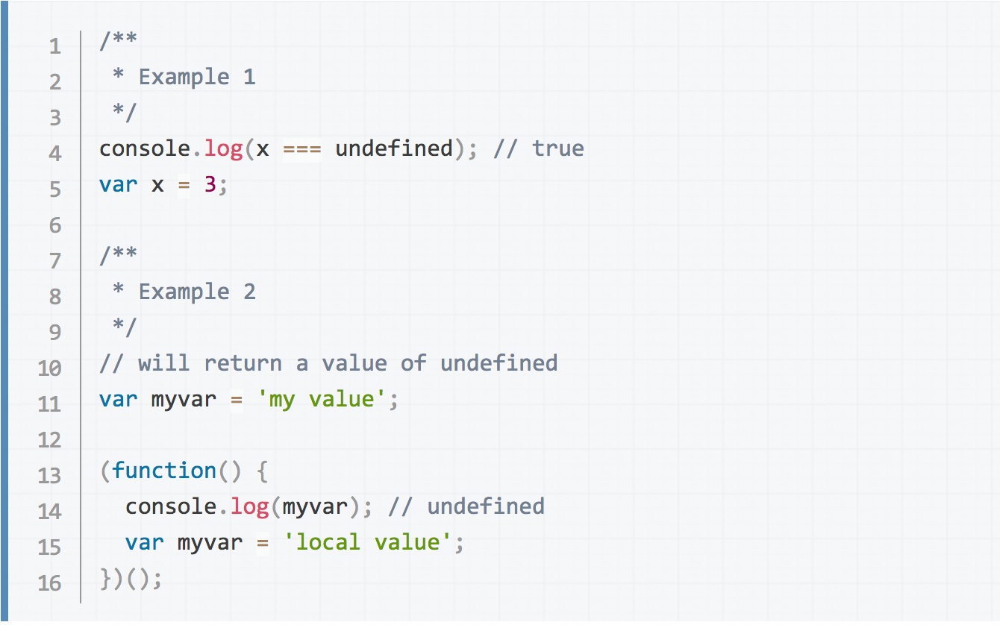 1 /**
2  * Example 1
3  */
4 console.log(x === undefined); // true
5 var x = 3;
6
7 /**
8  * Example 2
9  */
10 // will return a value of undefined
11 var myvar = 'my value';
12
13 (function() {
14   console.log(myvar); // undefined
15   var myvar = 'local value';
16 })();